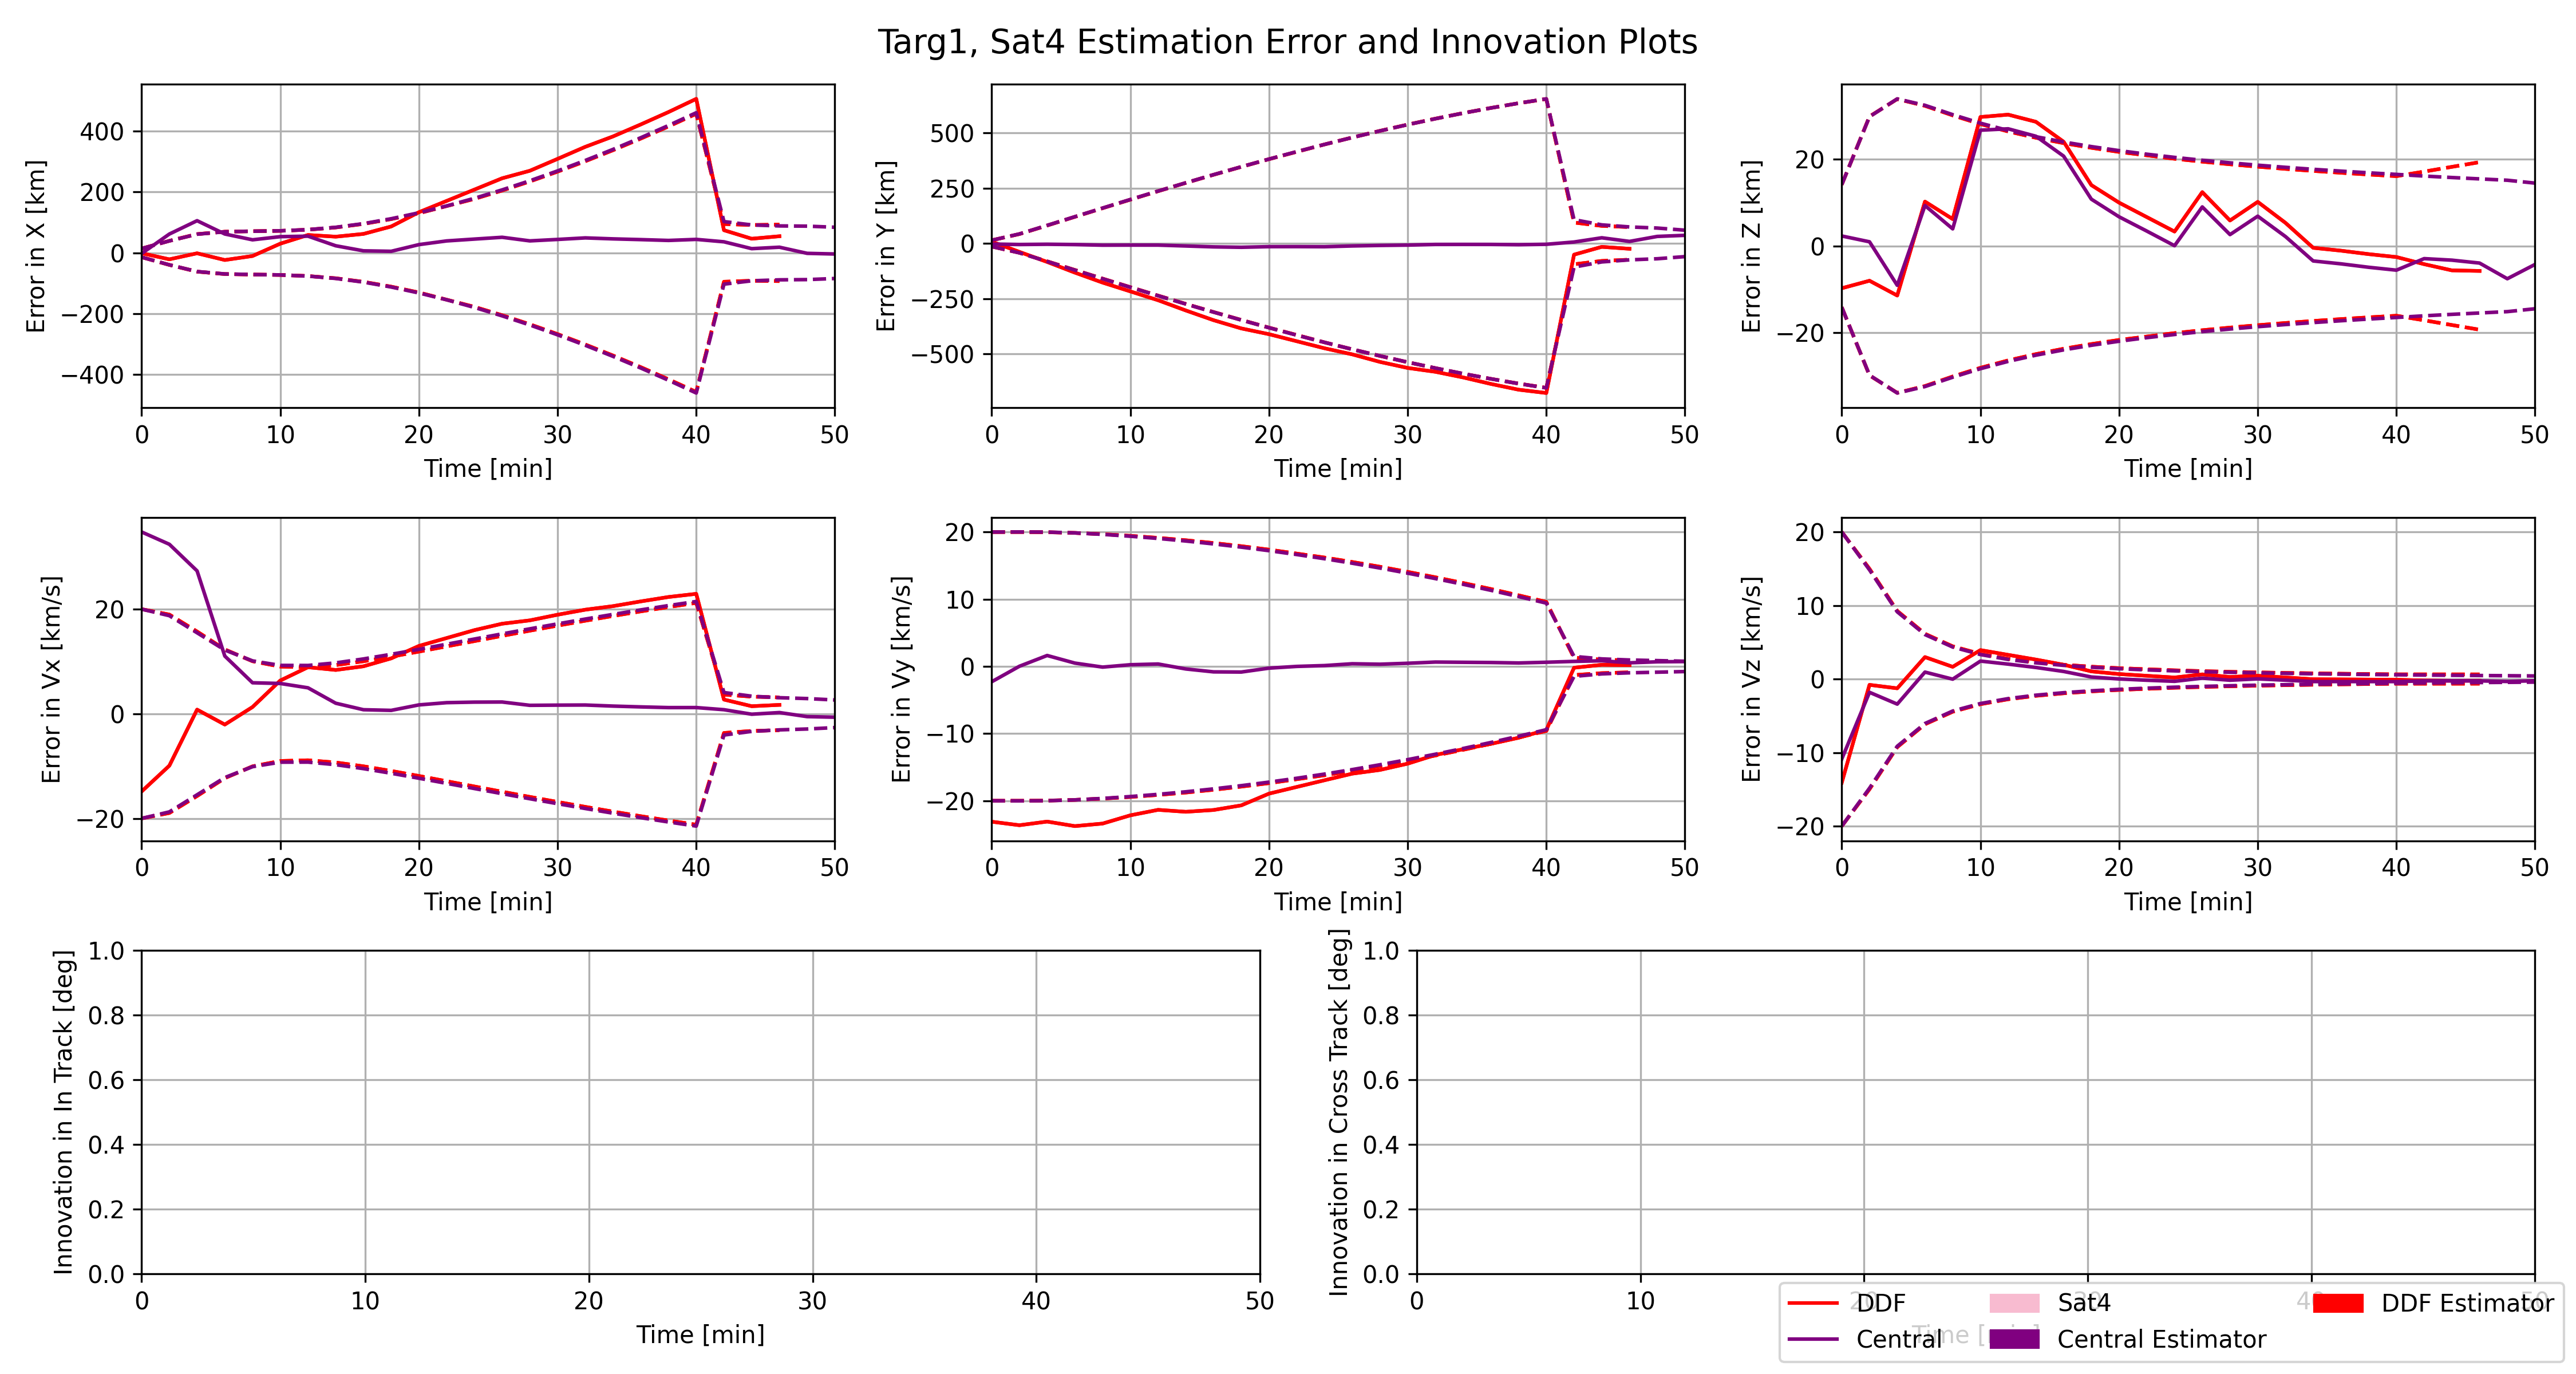 Targ1, Sat4 Estimation Error and Innovation Plots
Error in X [km]
400
200
0
−200
−400
0 10 20 30 40 50
Time [min]
Error in Y [km]
500
250
0
−250
−500
0 10 20 30 40 50
Time [min]
Error in Z [km]
20
0
−20
0 10 20 30 40 50
Time [min]
Error in Vx [km/s]
20
0
−20
0 10 20 30 40 50
Time [min]
Error in Vy [km/s]
20
10
0
−10
−20
0 10 20 30 40 50
Time [min]
Error in Vz [km/s]
20
10
0
−10
−20
0 10 20 30 40 50
Time [min]
Innovation in In Track [deg]
1.0
0.8
0.6
0.4
0.2
0.0
0 10 20 30 40 50
Time [min]
Innovation in Cross Track [deg]
1.0
0.8
0.6
0.4
0.2
0.0
0 10 20 40 50
Time [min]
DDF
Central
Sat4
Central Estimator
DDF Estimator